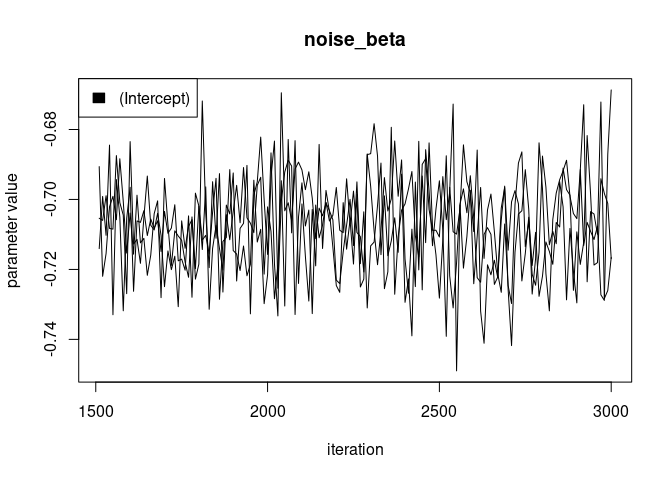 noise_beta
(Intercept)
parameter value
-0.68
-0.70
-0.72
-0.74
1500
2000
2500
3000
iteration